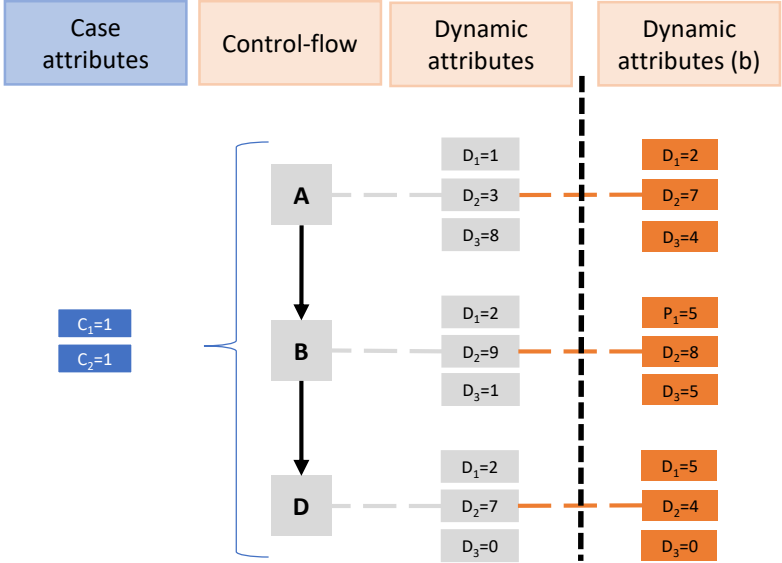 Case
attributes
Control-flow
Dynamic
attributes
Dynamic
attributes (b)
A
D₁=1
D₂=3
D₃=8
D₁=2
D₂=7
D₃=4
C₁=1
C₂=1
B
D₁=2
D₂=9
D₃=1
P₁=5
D₂=8
D₃=5
D
D₁=2
D₂=7
D₃=0
D₁=5
D₂=4
D₃=0